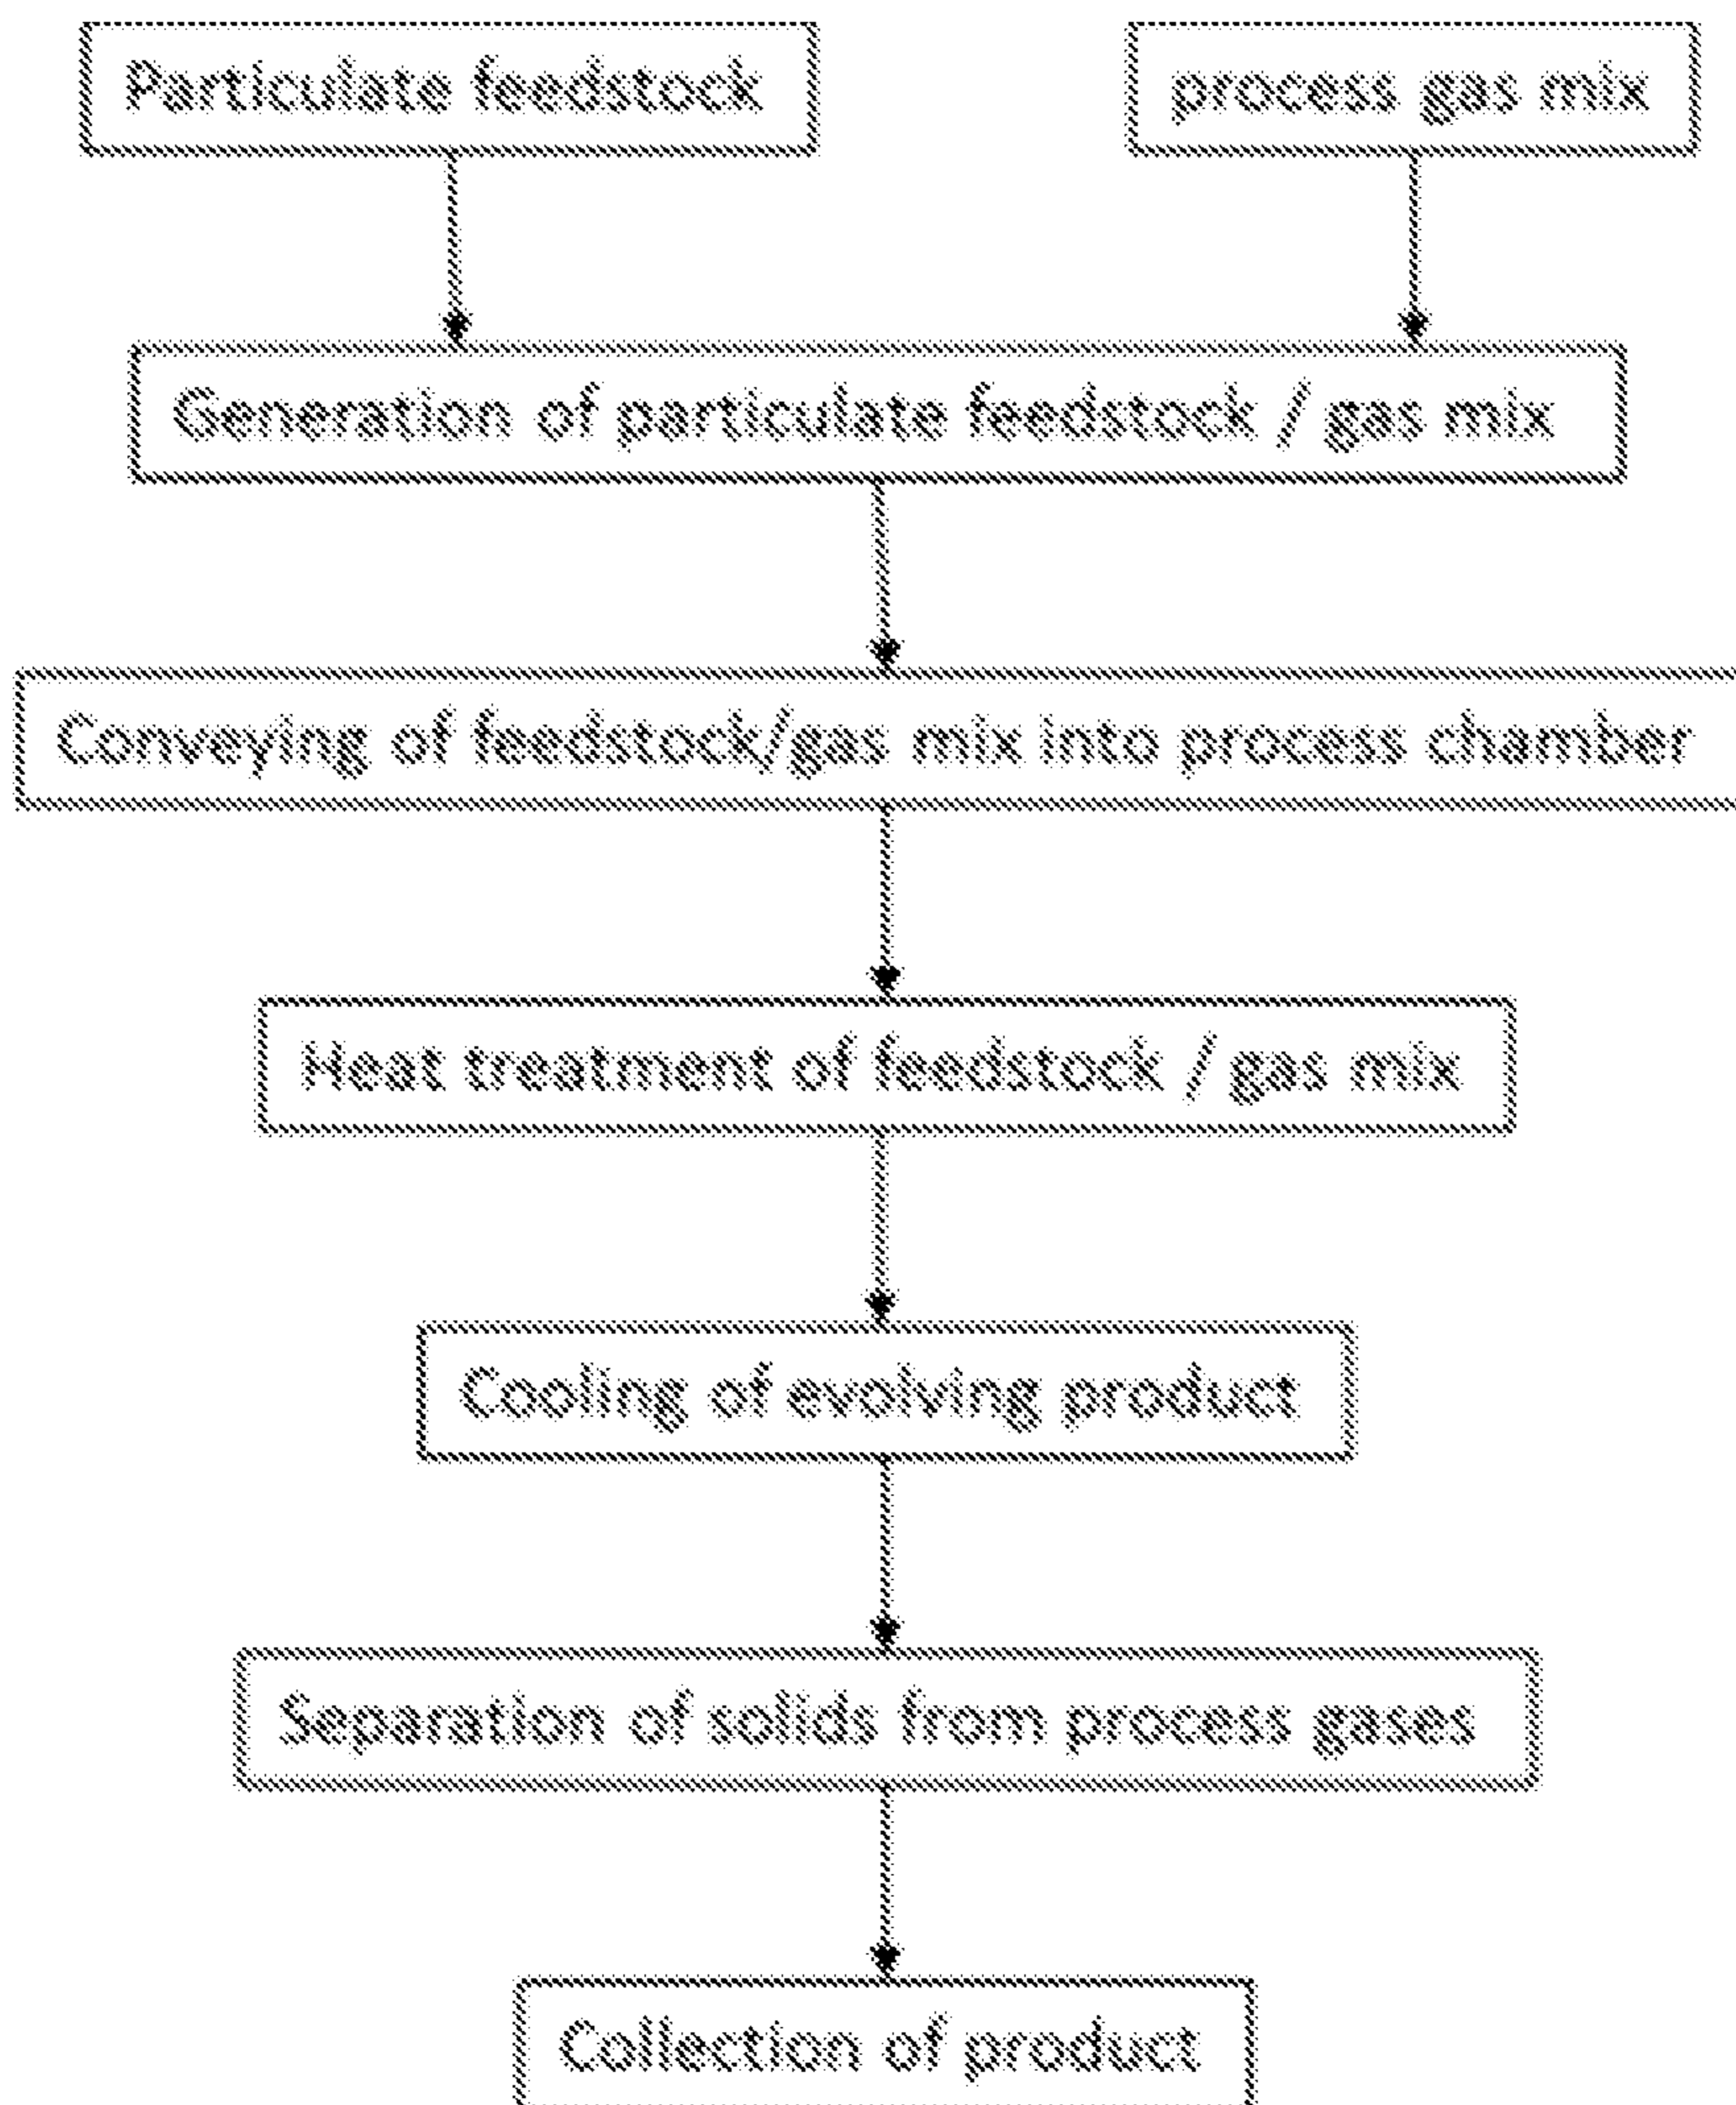 Particulate feedstock
process gas mix
Generation of particulate feedstock / gas mix
Conveying of feedstock/gas mix into process chamber
Heat treatment of feedstock / gas mix
Cooling of evolving product
Separation of solids from process gases
Collection of product